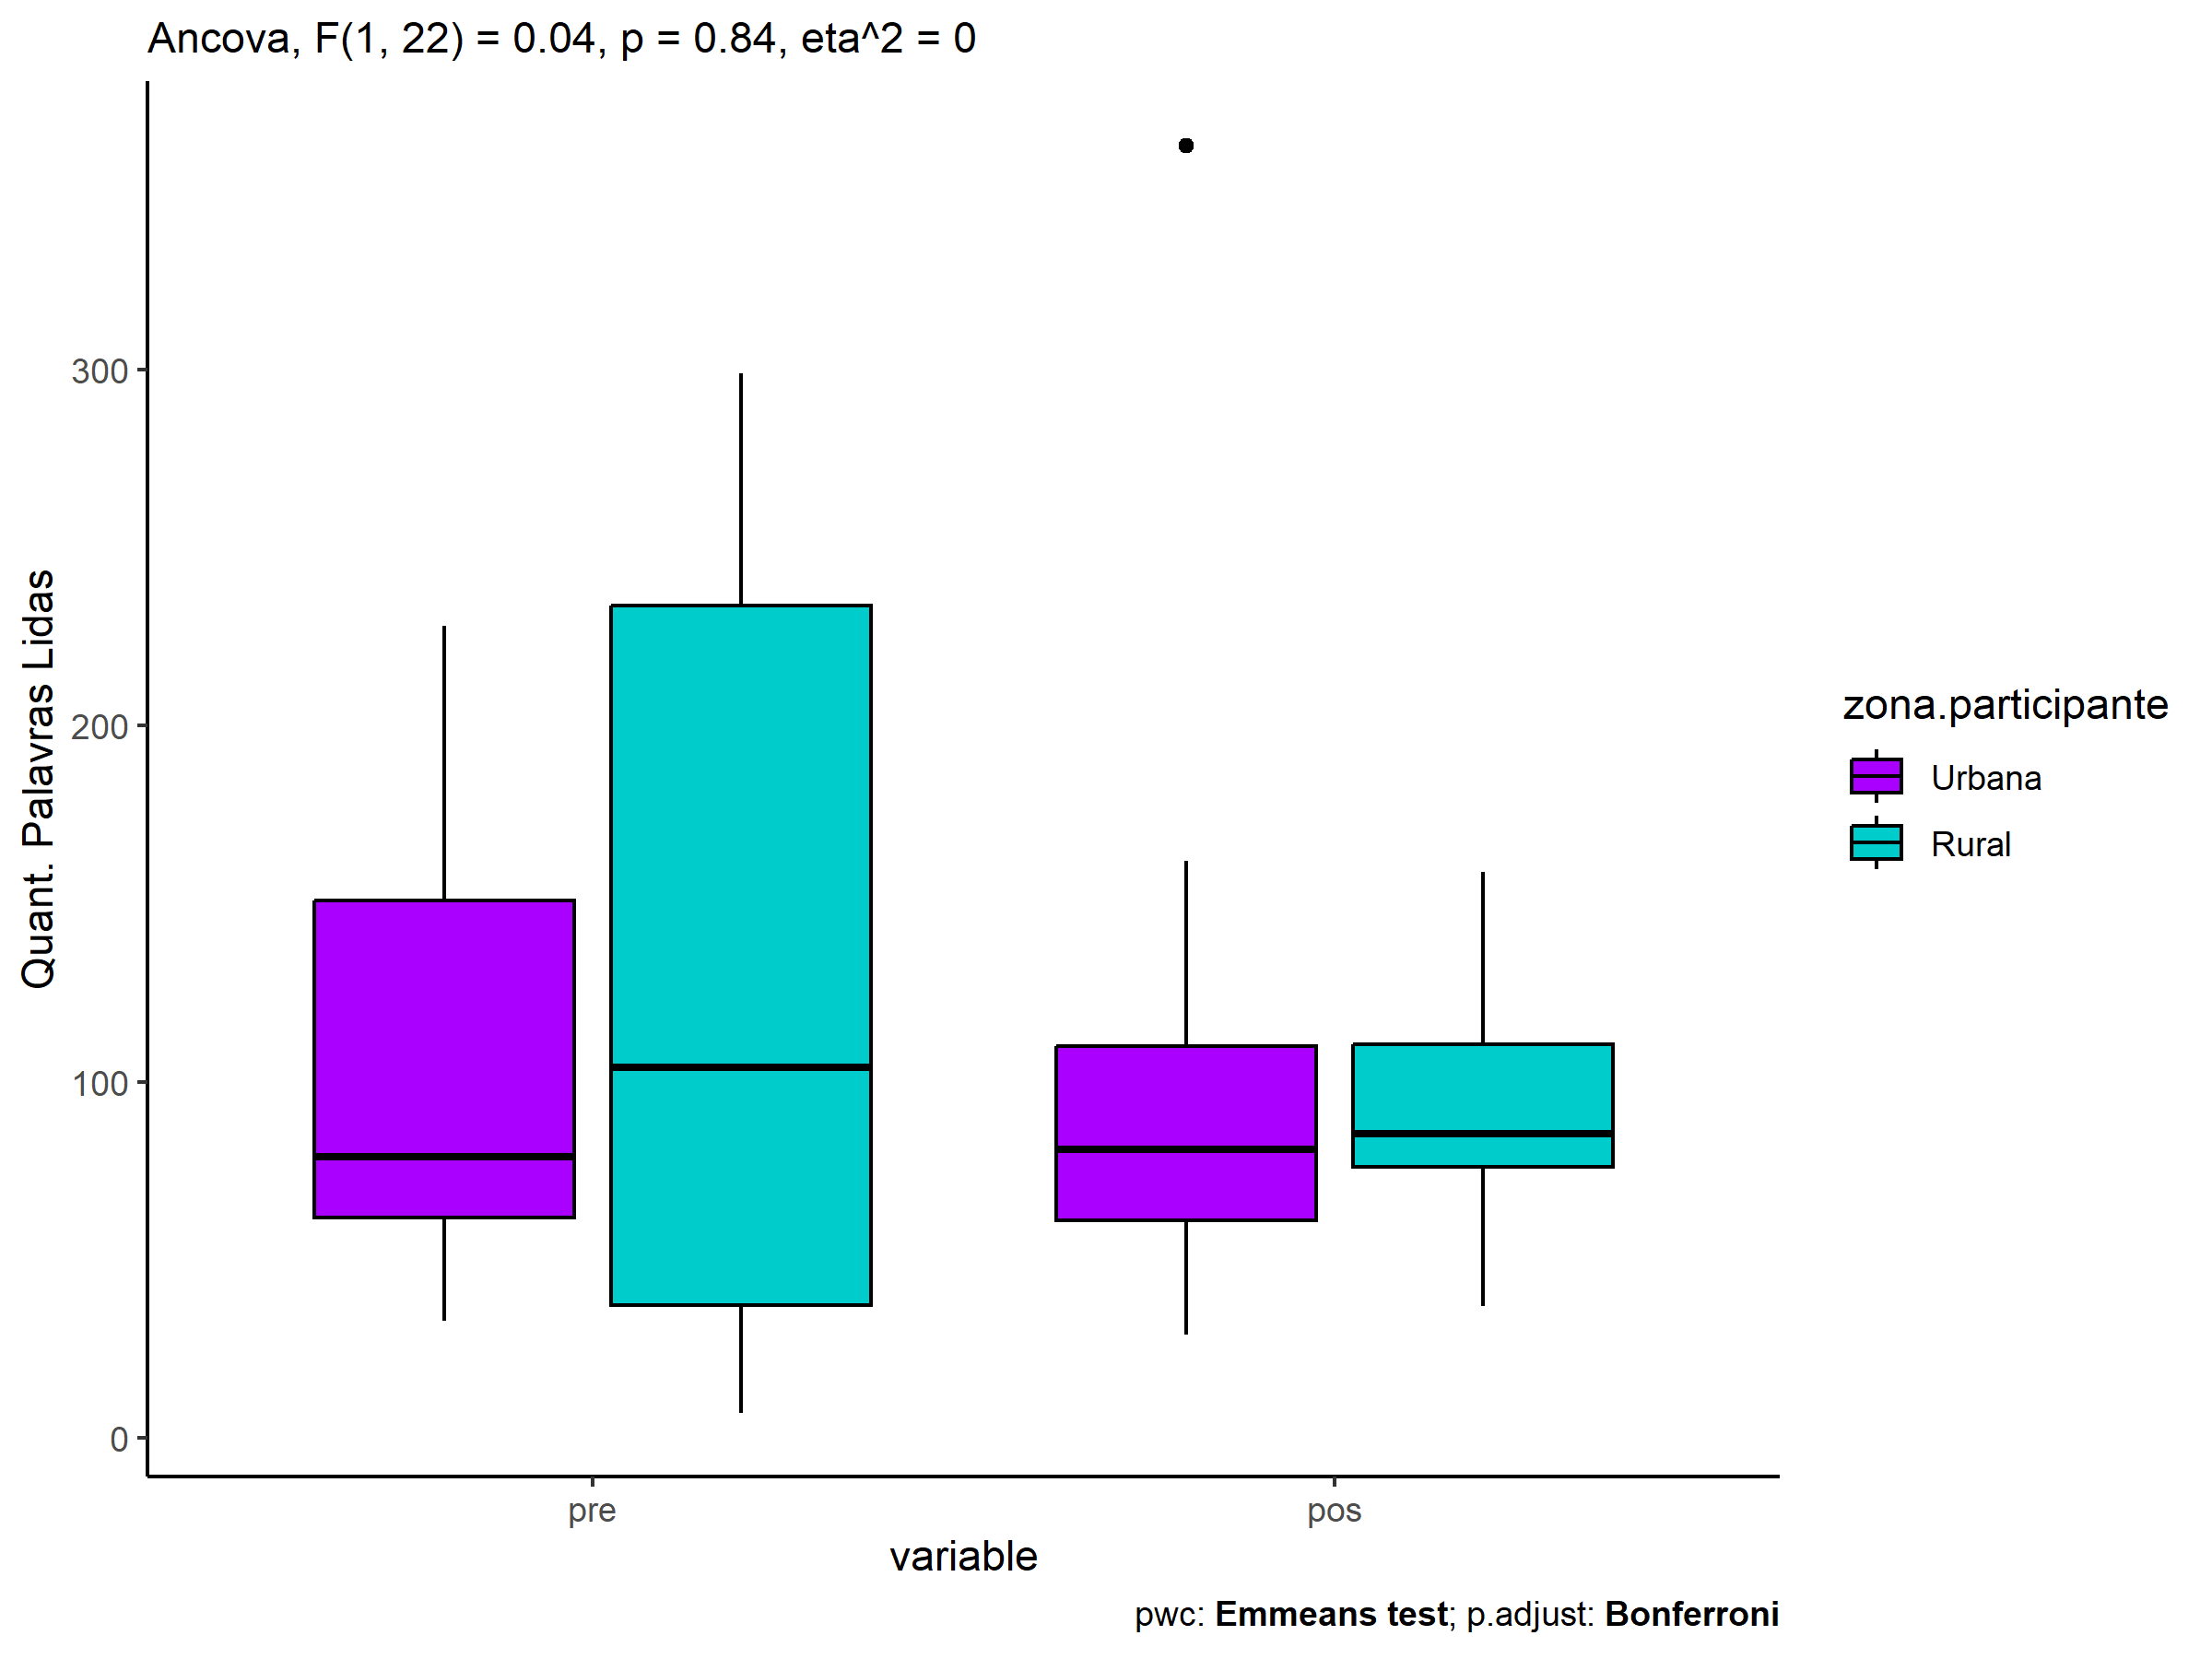 Ancova, F(1, 22) = 0.04, p = 0.84, eta^2 = 0
Quant. Palavras Lidas
300
200
100
0
pre
pos
variable
zona.participante
Urbana
Rural
pwc: Emmeans test; p.adjust: Bonferroni